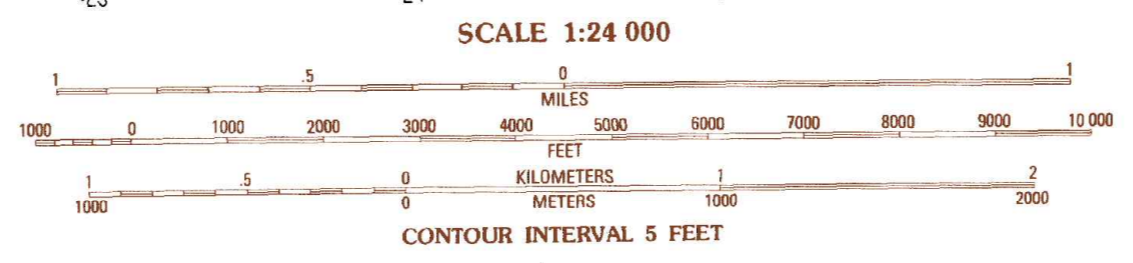 SCALE 1:24 000
1 .5 0 1
MILES
1000 0 1000 2000 3000 4000 5000 6000 7000 8000 9000 10 000
FEET
1 .5 0 KILOMETERS 1 2
1000 0 METERS 1000 2000
CONTOUR INTERVAL 5 FEET